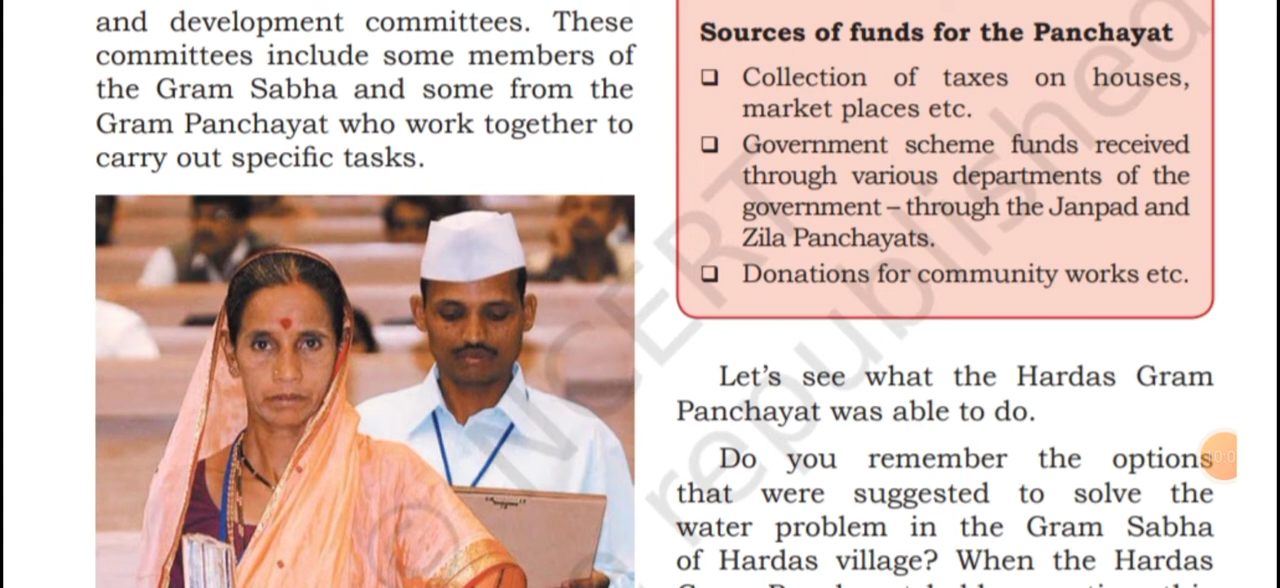 and development committees. These
committees include some members of
the Gram Sabha and some from the
Gram Panchayat who work together to
carry out specific tasks.
Sources of funds for the Panchayat
❑ Collection of taxes on houses,
market places etc.
❑ Government scheme funds received
through various departments of the
government – through the Janpad and
Zila Panchayats.
❑ Donations for community works etc.
Let’s see what the Hardas Gram
Panchayat was able to do.
Do you remember the options
that were suggested to solve the
water problem in the Gram Sabha
of Hardas village? When the Hardas
© NCERT
republished